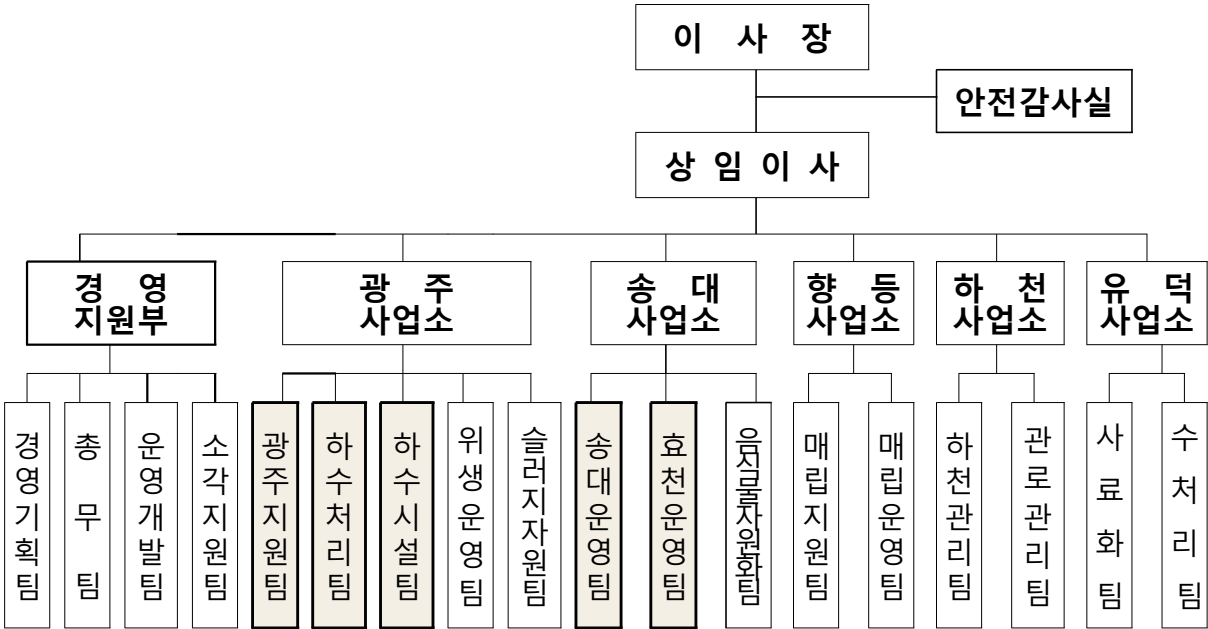 이 사 장
안전감사실
상 임 이 사
경 영
지원부
광 주
사업소
송 대
사업소
향 등
사업소
하 천
사업소
유 덕
사업소
경영기획팀
총무팀
운영개발팀
소각지원팀
광주지원팀
하수처리팀
하수시설팀
위생운영팀
슬러지자원팀
송대운영팀
효천운영팀
음식물자원화팀
매립지원팀
매립운영팀
하천관리팀
관로관리팀
사료화팀
수처리팀